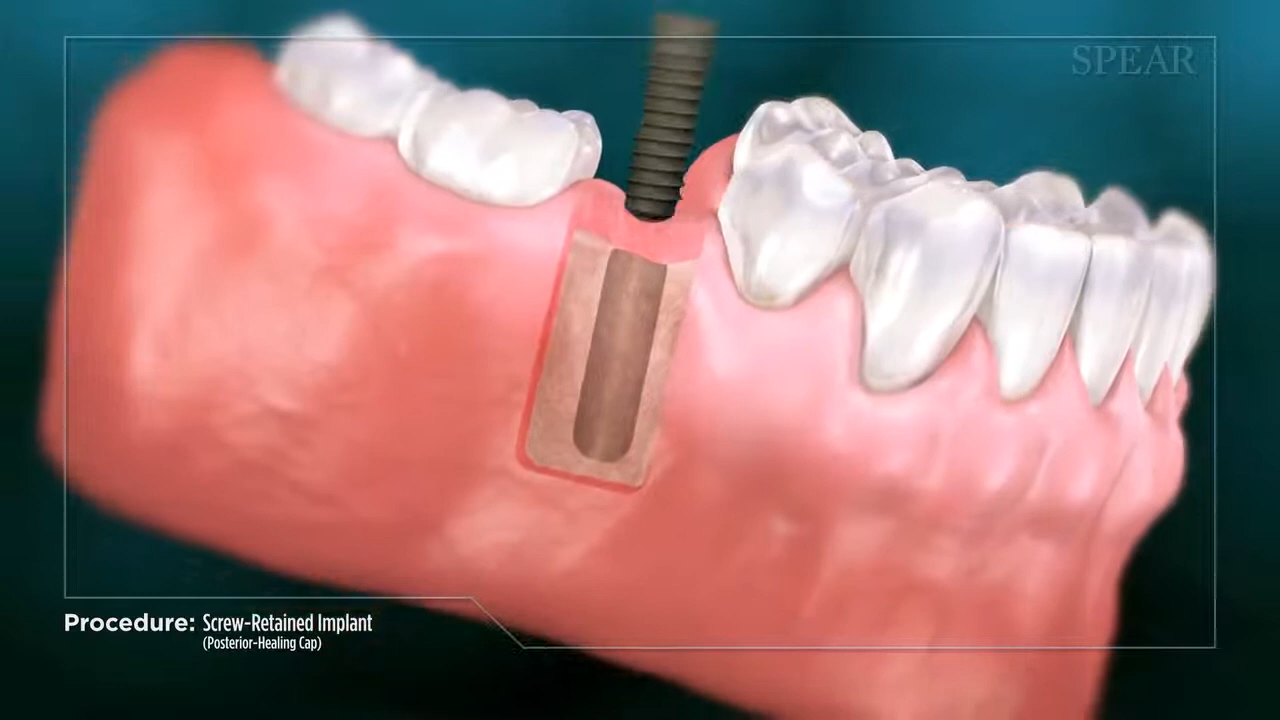 SPEAR
Procedure: Screw-Retained Implant
(Posterior-Healing Cap)